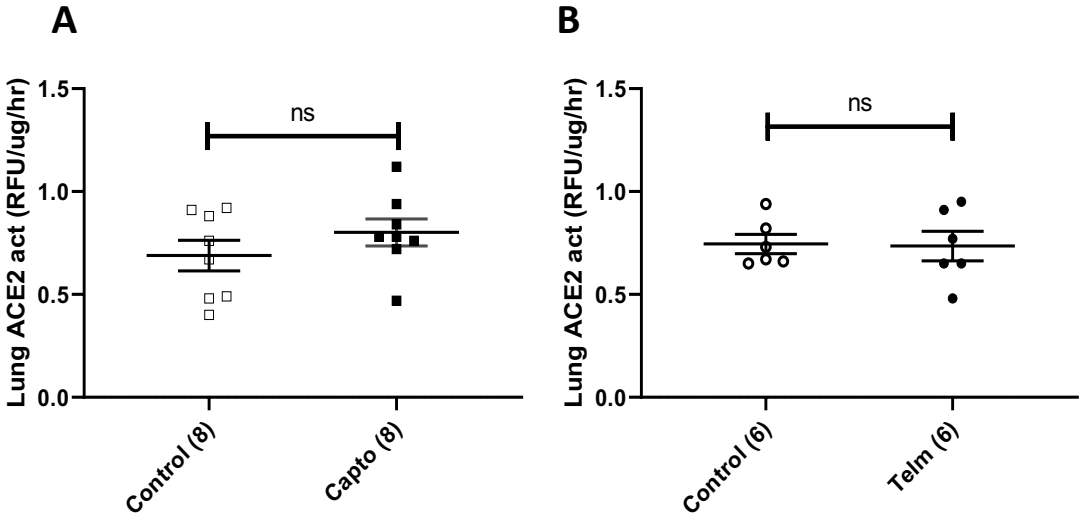 A
Lung ACE2 act (RFU/ug/hr)
1.5
1.0
0.5
0.0
ns
Control (8)
Capto (8)
B
Lung ACE2 act (RFU/ug/hr)
1.5
1.0
0.5
0.0
ns
Control (6)
Telm (6)